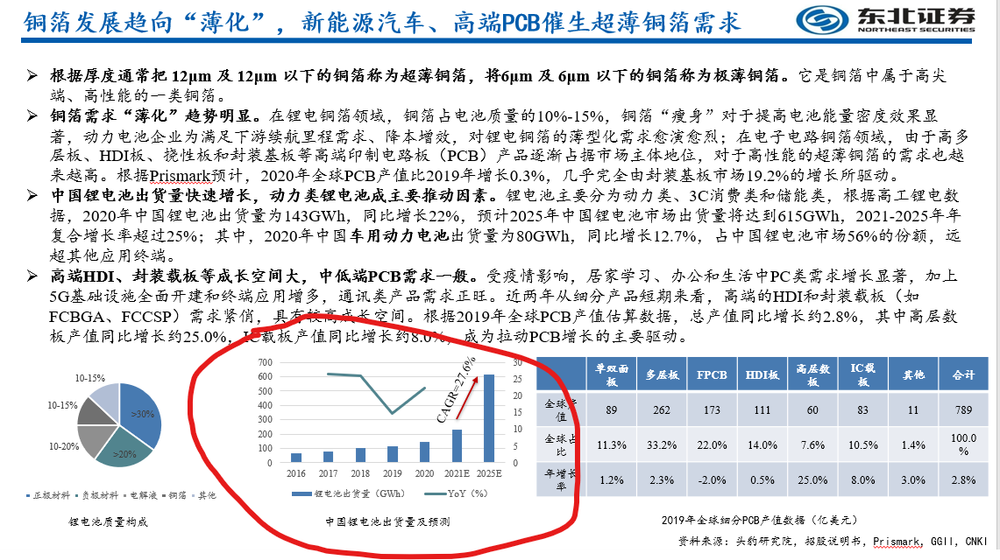 铜箔发展趋向“薄化”，新能源汽车、高端PCB催生超薄铜箔需求
东北证券
NORTHEAST SECURITIES
➢ 根据厚度通常把 12μm 及 12μm 以下的铜箔称为超薄铜箔，将6μm 及 6μm 以下的铜箔称为极薄铜箔。它是铜箔中属于高尖
端、高性能的一类铜箔。
➢ 铜箔需求“薄化”趋势明显。在锂电铜箔领域，铜箔占电池质量的10%-15%，铜箔“瘦身”对于提高电池能量密度效果显
著，动力电池企业为满足下游续航里程需求、降本增效，对锂电铜箔的薄型化需求愈演愈烈；在电子电路铜箔领域，由于高多
层板、HDI板、挠性板和封装基板等高端印制电路板（PCB）产品逐渐占据市场主体地位，对于高性能的超薄铜箔的需求也越
来越高。根据Prismark预计，2020年全球PCB产值比2019年增长0.3%，几乎完全由封装基板市场19.2%的增长所驱动。
➢ 中国锂电池出货量快速增长，动力类锂电池成主要推动因素。锂电池主要分为动力类、3C消费类和储能类，根据高工锂电数
据，2020年中国锂电池出货量为143GWh，同比增长22%，预计2025年中国锂电池市场出货量将达到615GWh，2021-2025年年
复合增长率超过25%；其中，2020年中国车用动力电池出货量为80GWh，同比增长12.7%，占中国锂电池市场56%的份额，远
超其他应用终端。
➢ 高端HDI、封装载板等成长空间大，中低端PCB需求一般。受疫情影响，居家学习、办公和生活中PC类需求增长显著，加上
5G基础设施全面开建和终端应用增多，通讯类产品需求正旺。近两年从细分产品短期来看，高端的HDI和封装载板（如
FCBGA、FCCSP）需求紧俏，具有较高成长空间。根据2019年全球PCB产值估算数据，总产值同比增长约2.8%，其中高层数
板产值同比增长约25.0%，IC载板产值同比增长约8.0%，成为拉动PCB增长的主要驱动。
10-15%
10-15%
10-20%
>20%
>30%
正极材料 负极材料 电解液 铜箔 其他
锂电池质量构成
700
600
500
400
300
200
100
0
CAGR=27.6%
30
25
20
15
10
5
0
2016 2017 2018 2019 2020 2021E 2025E
锂电池出货量（GWh） YoY（%）
中国锂电池出货量及预测
单双面板 多层板 FPCB HDI板 高层数板 IC载板 其他 合计
全球产值 89 262 173 111 60 83 11 789
全球占比 11.3% 33.2% 22.0% 14.0% 7.6% 10.5% 1.4% 100.0%
年增长率 1.2% 2.3% -2.0% 0.5% 25.0% 8.0% 3.0% 2.8%
2019年全球细分PCB产值数据（亿美元）
资料来源：头豹研究院，招股说明书，Prismark，GGII，CNKI